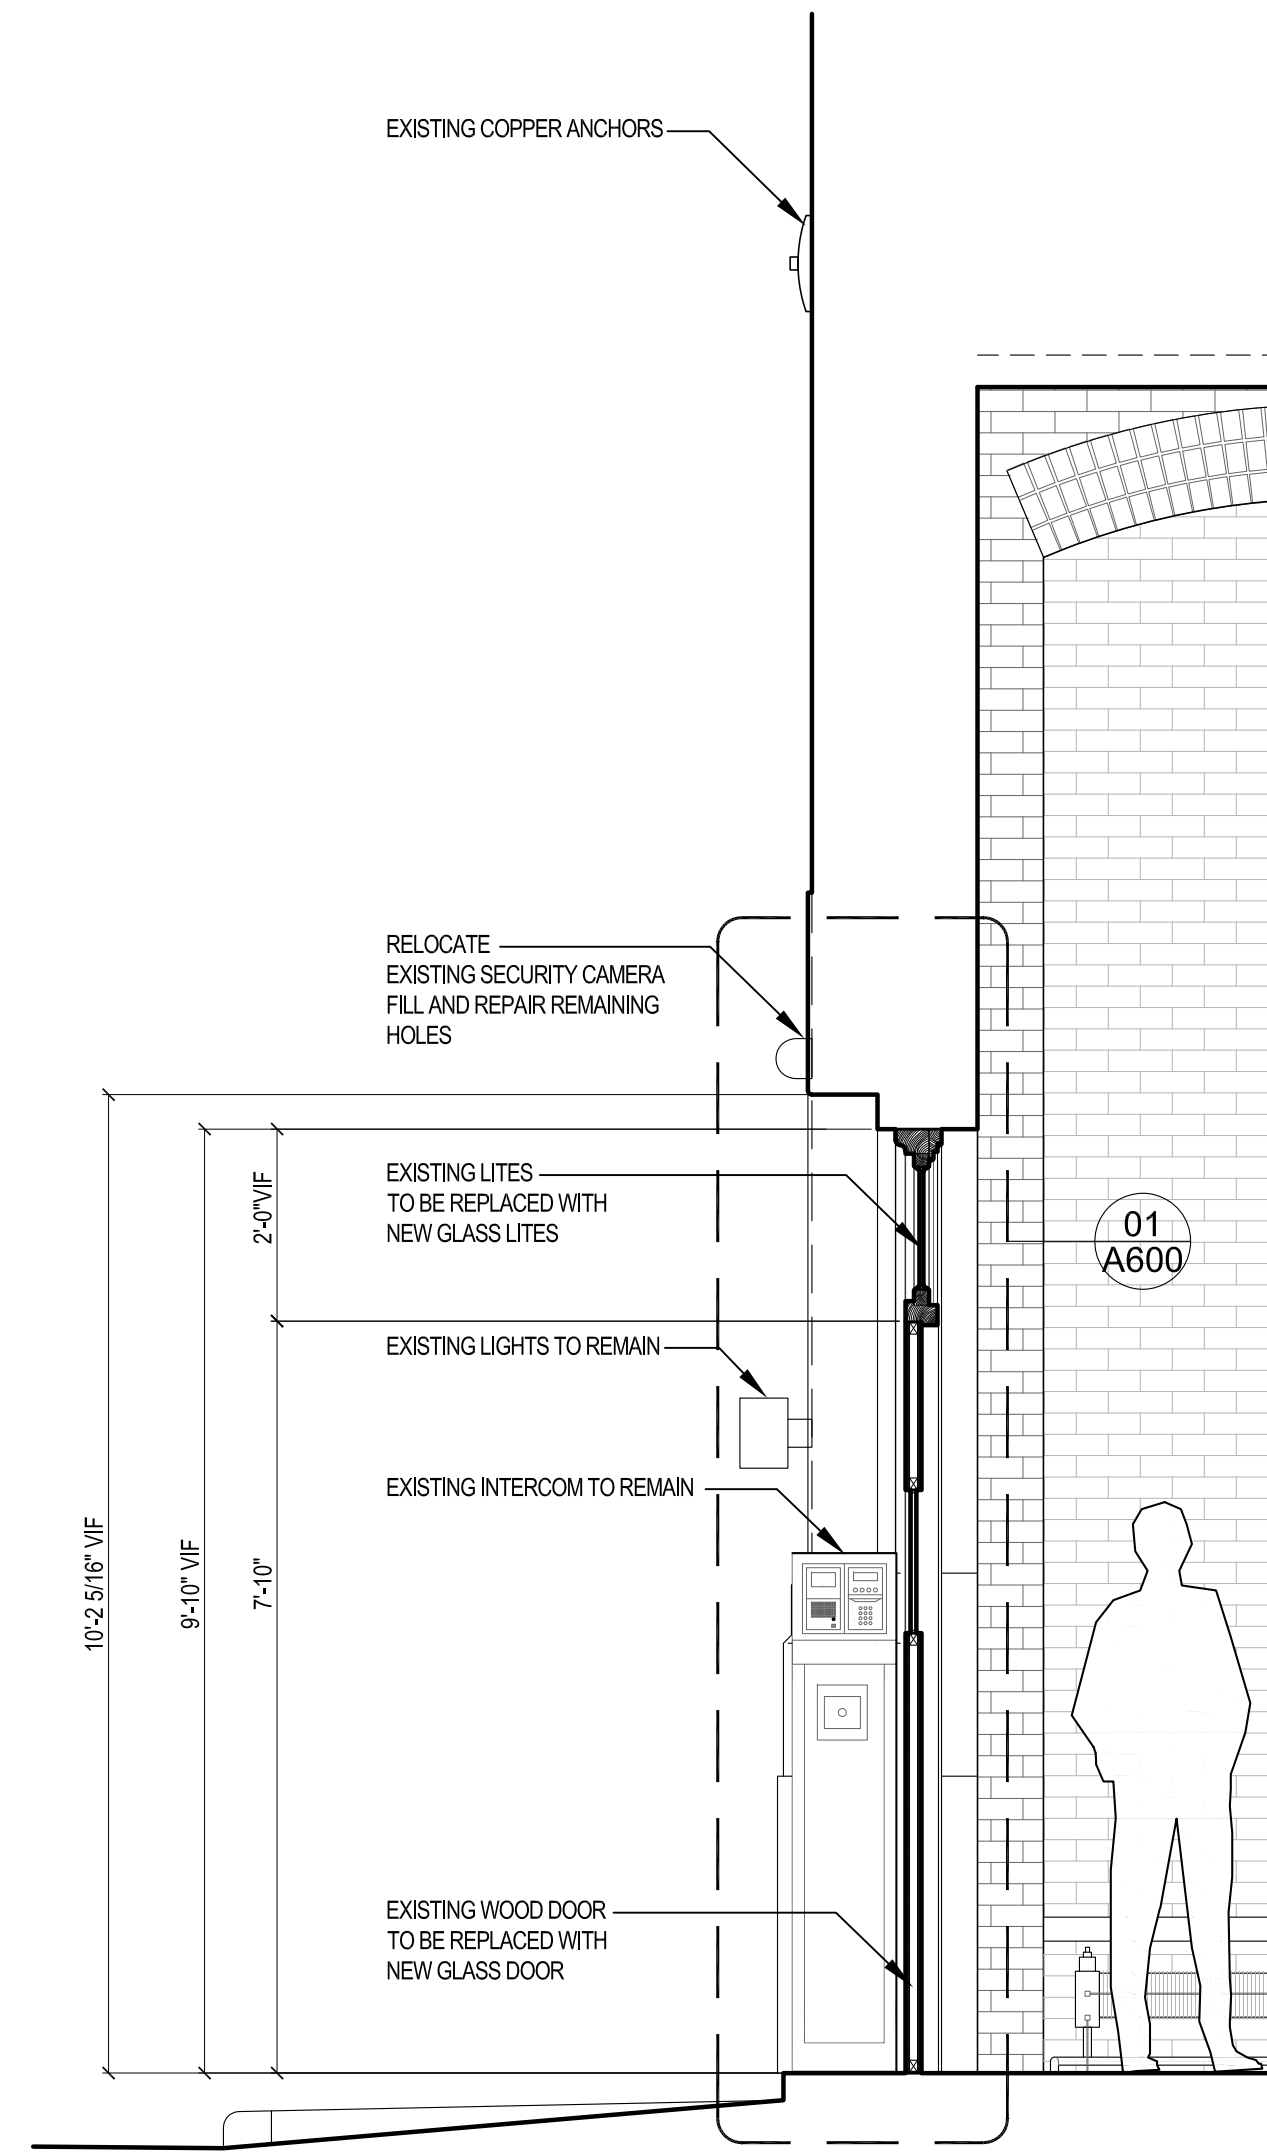 EXISTING COPPER ANCHORS
RELOCATE
EXISTING SECURITY CAMERA
FILL AND REPAIR REMAINING
HOLES
EXISTING LITES
TO BE REPLACED WITH
NEW GLASS LITES
2'-0"VIF
01
A600
EXISTING LIGHTS TO REMAIN
EXISTING INTERCOM TO REMAIN
10'-2 5/16" VIF
9'-10" VIF
7'-10"
EXISTING WOOD DOOR
TO BE REPLACED WITH
NEW GLASS DOOR